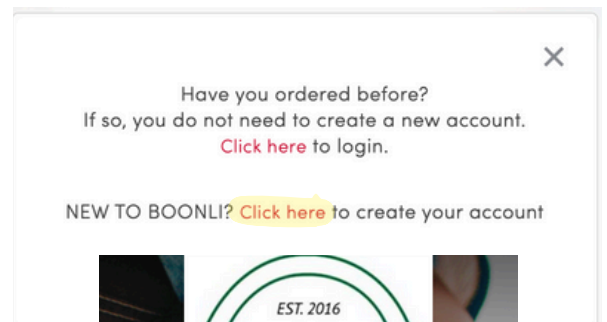 Have you ordered before?
If so, you do not need to create a new account.
Click here to login.
NEW TO BOONLI? Click here to create your account
EST. 2016